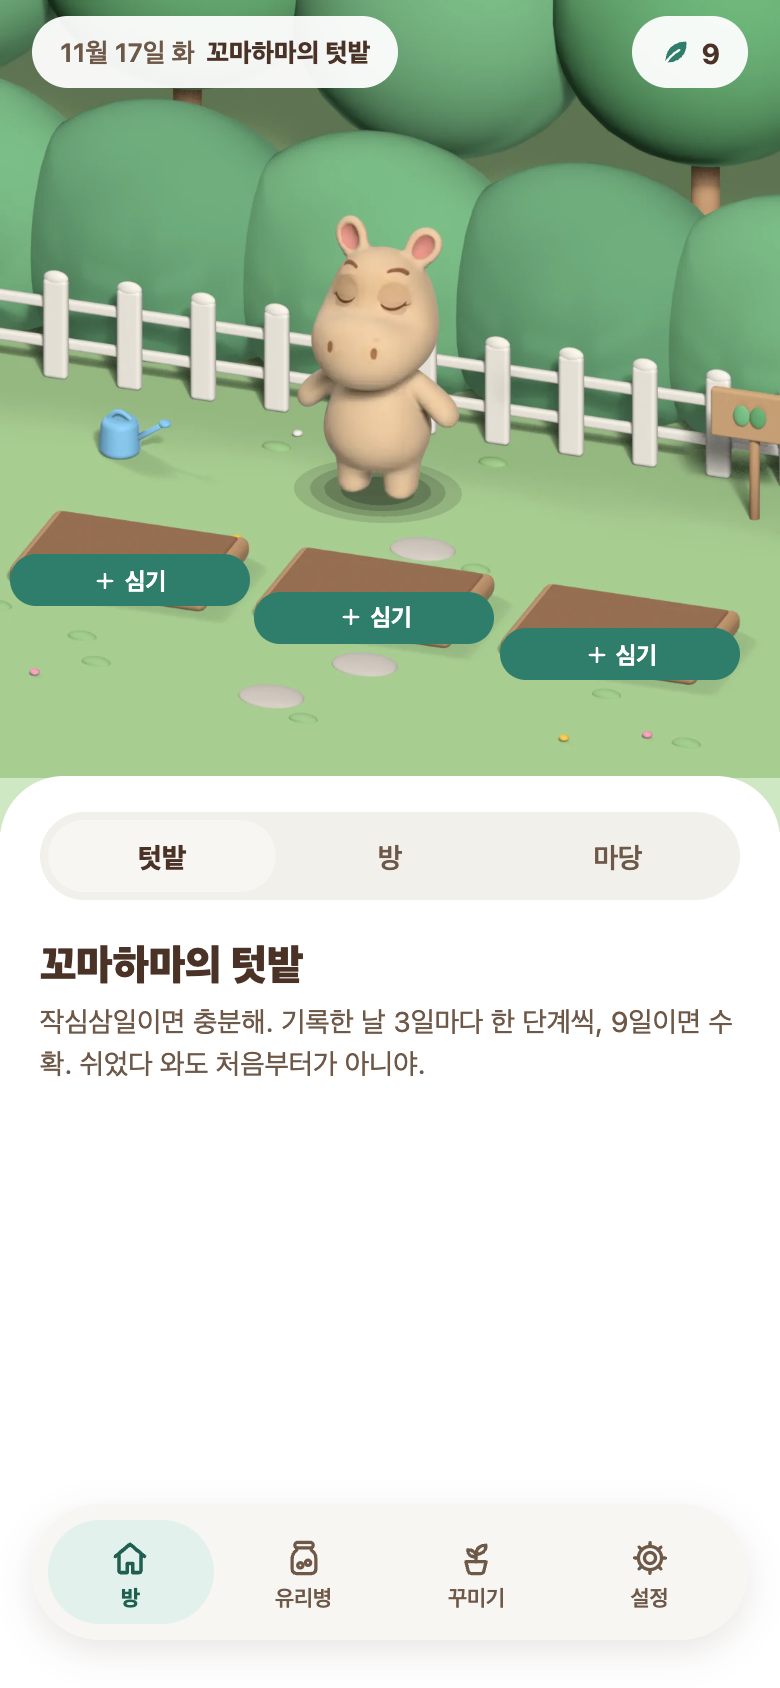 11월 17일 화 꼬마하마의 텃밭
9
+ 심기
+ 심기
+ 심기
텃밭 방 마당
꼬마하마의 텃밭
작심삼일이면 충분해. 기록한 날 3일마다 한 단계씩, 9일이면 수
확. 쉬었다 와도 처음부터가 아니야.
방 유리병 꾸미기 설정